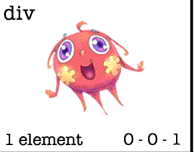 div
1 element
0 - 0 - 1